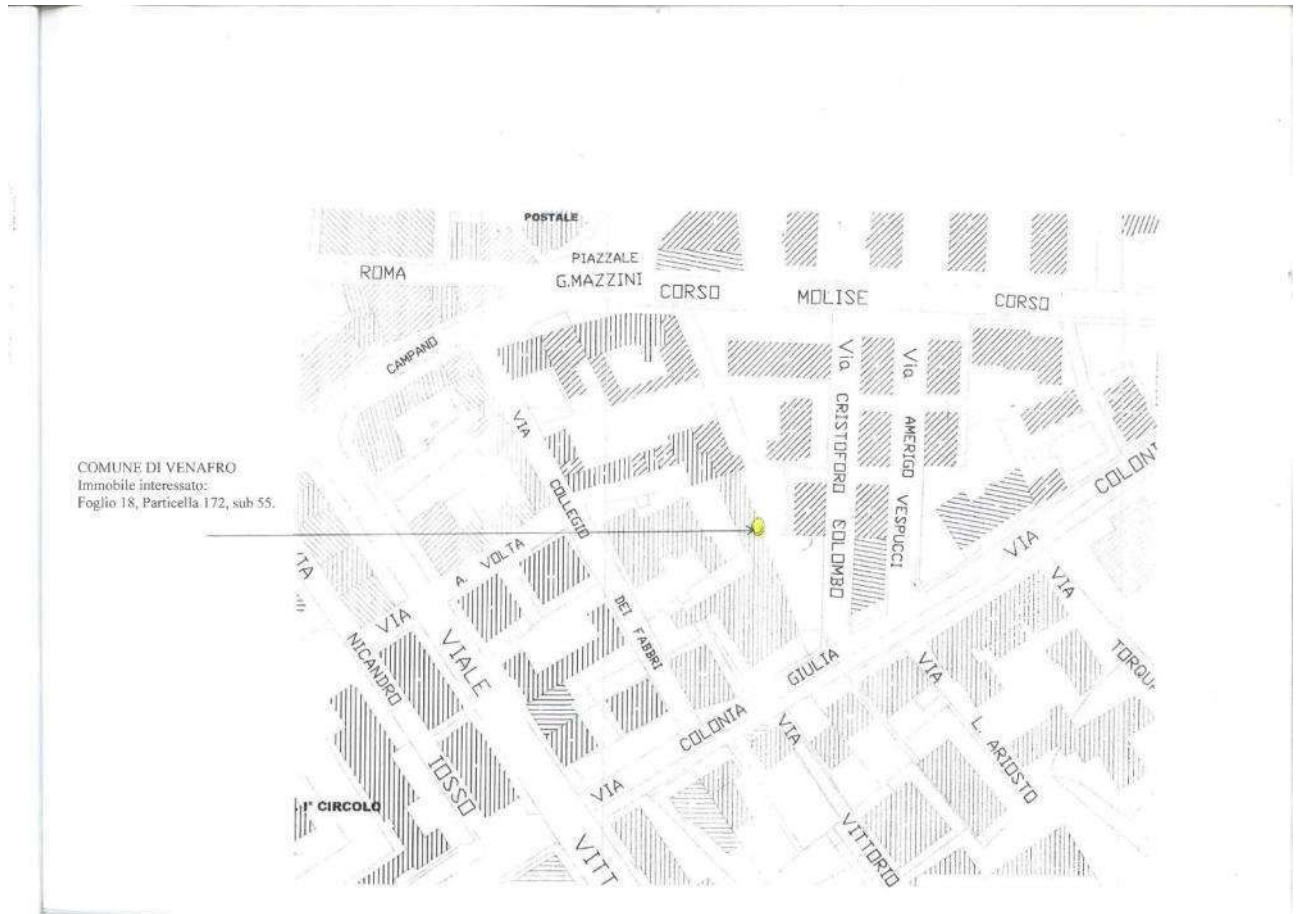 POSTALE
PIAZZALE
G.MAZZINI
ROMA
CORSO
MOLISE
CORSO
CAMPANO
Via
CRISTOFORO
COLOMBO
Via
AMERIGO
VESPUCCI
VIA
COLLEGIO
DEI FABBRI
COMUNE DI VENAFRO
Immobile interessato:
Foglio 18, Particella 172, sub 55.
A. VOLTA
VIA
COLONI
VIA
NICANDRO
IOSSO
VIALE
VITT
I° CIRCOLO
VIA
COLONIA
GIULIA
VIA
VITTORIO
VIA
L. ARIOSTO
VIA
TORQU